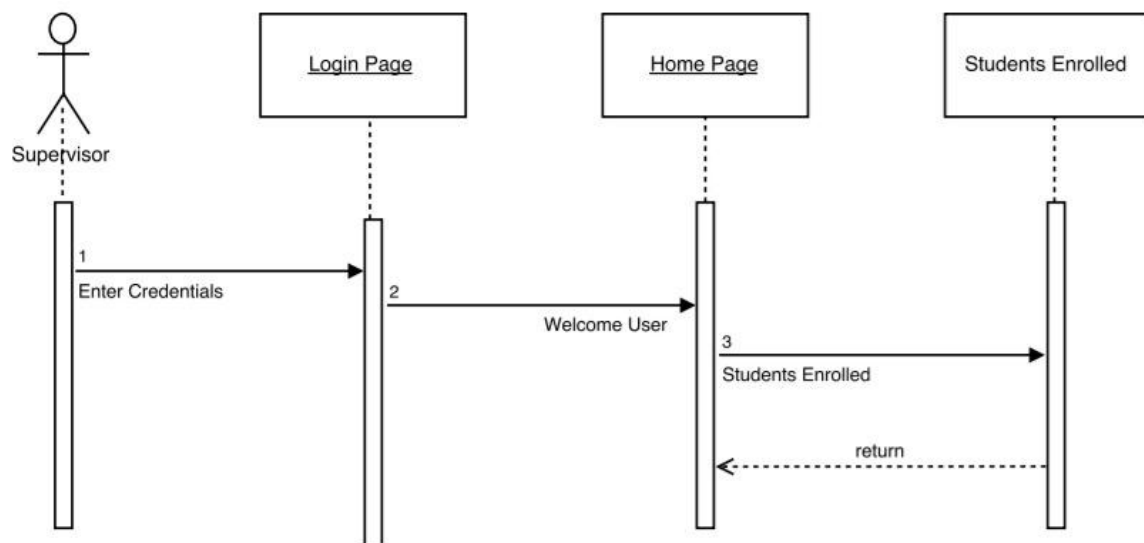 Login Page
Home Page
Students Enrolled
Supervisor
1
Enter Credentials
2
Welcome User
3
Students Enrolled
return